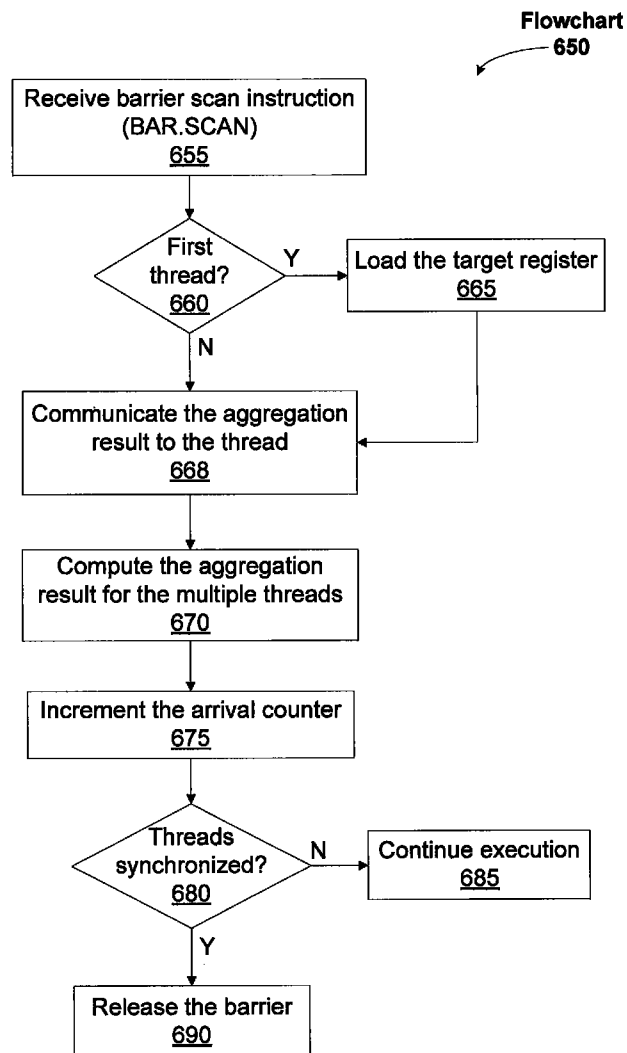 Flowchart
650
Receive barrier scan instruction
(BAR.SCAN)
655
First
thread?
660
Y
Load the target register
665
N
Communicate the aggregation
result to the thread
668
Compute the aggregation
result for the multiple threads
670
Increment the arrival counter
675
Threads
synchronized?
680
N
Continue execution
685
Y
Release the barrier
690